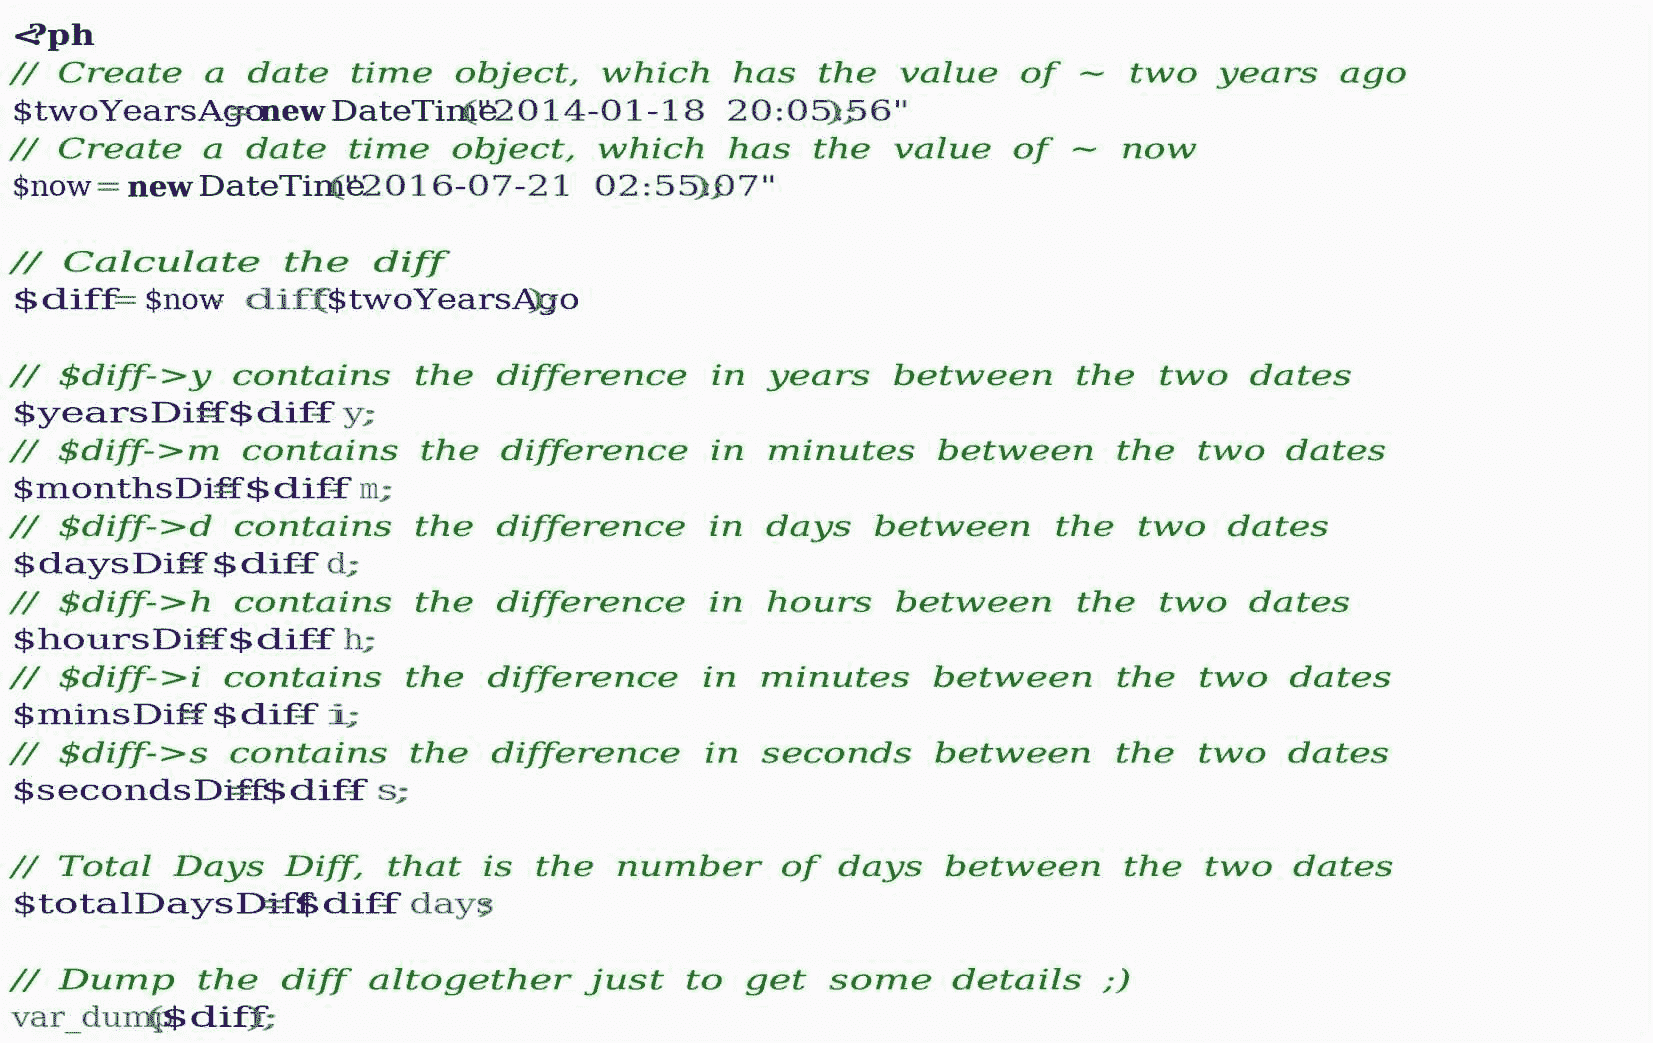 <?ph
// Create a date time object, which has the value of ~ two years ago
$twoYearsAgo=new DateTime("2014-01-18 20:05:56");
// Create a date time object, which has the value of ~ now
$now = new DateTime("2016-07-21 02:55:07");
// Calculate the diff
$diff= $now diff($twoYearsAgo);
// $diff->y contains the difference in years between the two dates
$yearsDiff=$diff y;
// $diff->m contains the difference in minutes between the two dates
$monthsDiff=$diff m;
// $diff->d contains the difference in days between the two dates
$daysDiff=$diff d;
// $diff->h contains the difference in hours between the two dates
$hoursDiff=$diff h;
// $diff->i contains the difference in minutes between the two dates
$minsDiff=$diff i;
// $diff->s contains the difference in seconds between the two dates
$secondsDiff=$diff s;
// Total Days Diff, that is the number of days between the two dates
$totalDaysDiff=$diff days;
// Dump the diff altogether just to get some details ;)
var_dump($diff);